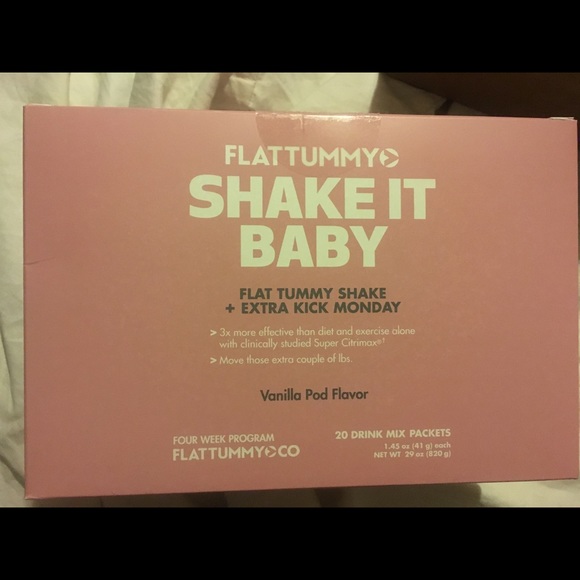 FLATTUMMY
SHAKE IT
BABY
FLAT TUMMY SHAKE
+ EXTRA KICK MONDAY
> 3x more effective than diet and exercise alone
with clinically studied Super Citrimax®†
> Move those extra couple of lbs.
Vanilla Pod Flavor
FOUR WEEK PROGRAM
FLATTUMMY CO
20 DRINK MIX PACKETS
1.45 oz (41 g) each
NET WT 29 oz (820 g)